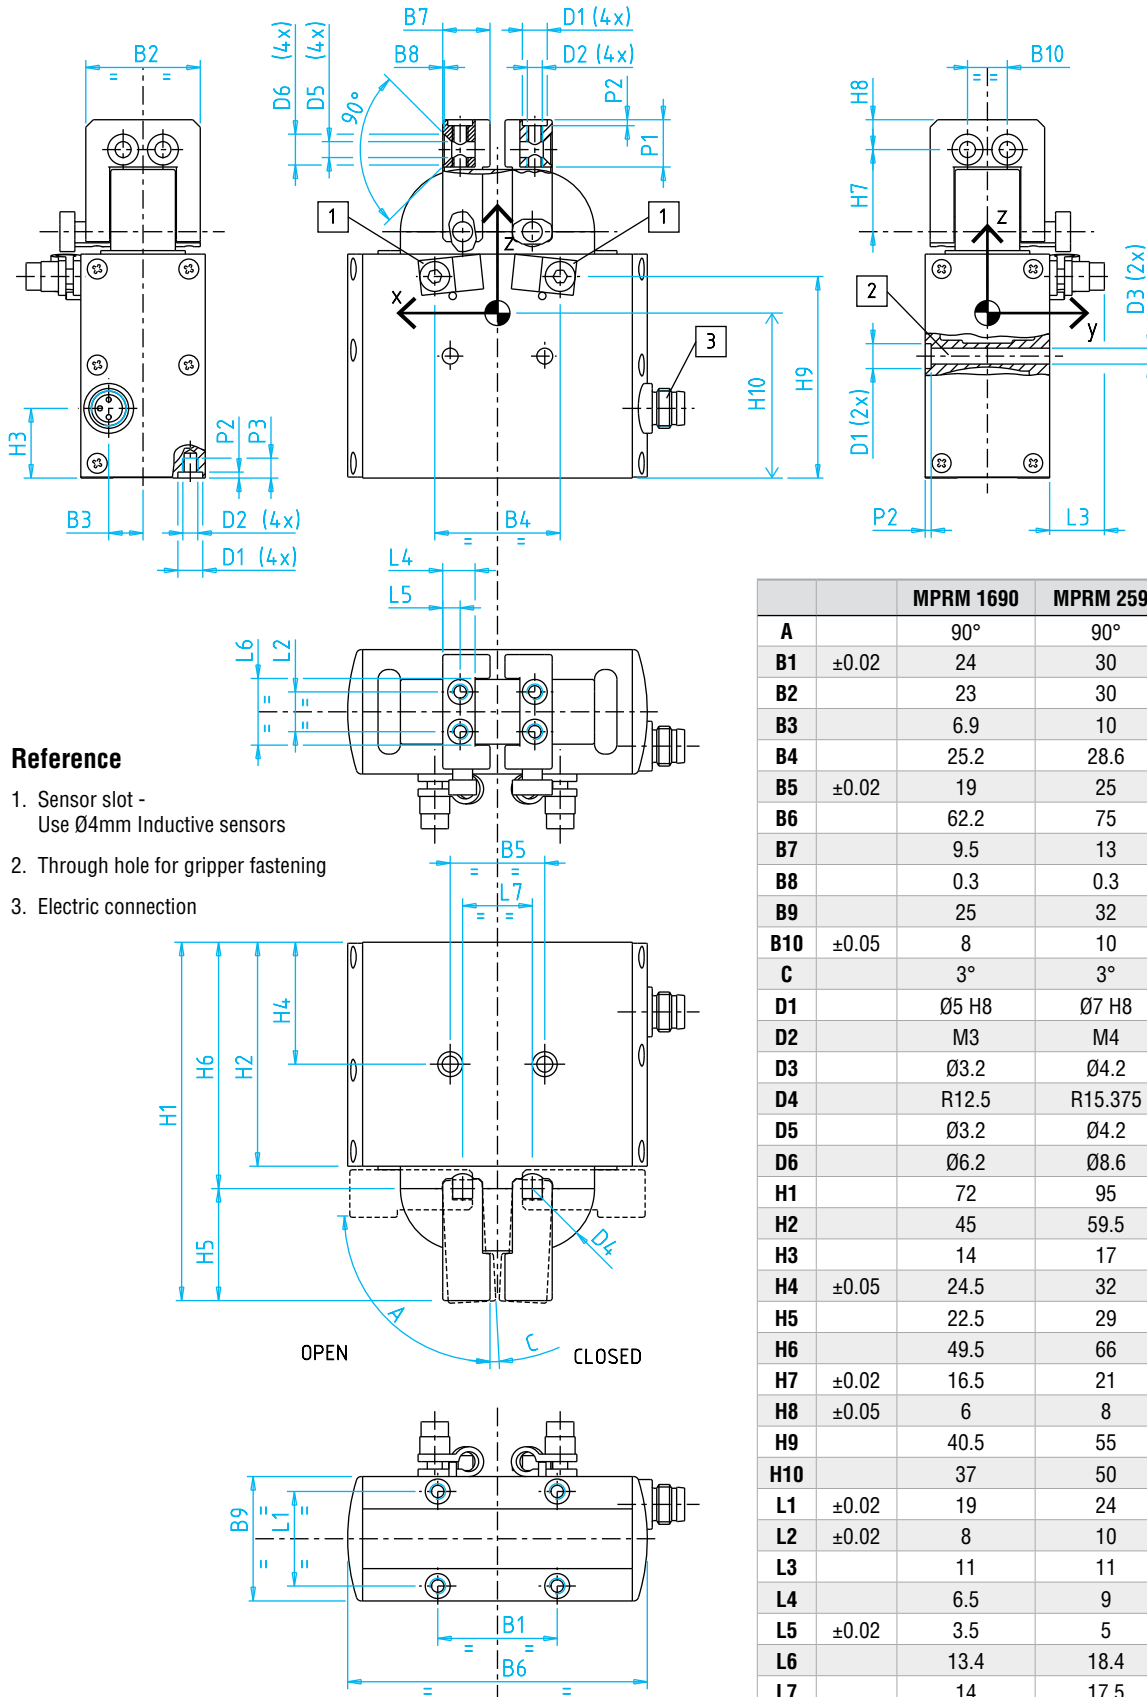 B7
D1 (4x)
B2
= =
D6 (4x)
D5 (4x)
B8
D2 (4x)
P2
P1
90°
B10
= =
H8
H7
1
1
z
x
2
z
y
D3 (2x)
3
H10
H9
D1 (2x)
H3
P2
P3
B3
D2 (4x)
D1 (4x)
B4
= =
P2
L3
L4
L5
L6
L2
= =
= =
Reference
1. Sensor slot -
Use Ø4mm Inductive sensors
2. Through hole for gripper fastening
3. Electric connection
B5
= =
L7
= =
H1
H6
H2
H4
H5
D4
A
C
OPEN
CLOSED
B9
= =
L1
= =
B1
= =
B6
= =
MPRM 1690 MPRM 259
A 90° 90°
B1 ±0.02 24 30
B2 23 30
B3 6.9 10
B4 25.2 28.6
B5 ±0.02 19 25
B6 62.2 75
B7 9.5 13
B8 0.3 0.3
B9 25 32
B10 ±0.05 8 10
C 3° 3°
D1 Ø5 H8 Ø7 H8
D2 M3 M4
D3 Ø3.2 Ø4.2
D4 R12.5 R15.375
D5 Ø3.2 Ø4.2
D6 Ø6.2 Ø8.6
H1 72 95
H2 45 59.5
H3 14 17
H4 ±0.05 24.5 32
H5 22.5 29
H6 49.5 66
H7 ±0.02 16.5 21
H8 ±0.05 6 8
H9 40.5 55
H10 37 50
L1 ±0.02 19 24
L2 ±0.02 8 10
L3 11 11
L4 6.5 9
L5 ±0.02 3.5 5
L6 13.4 18.4
L7 14 17.5